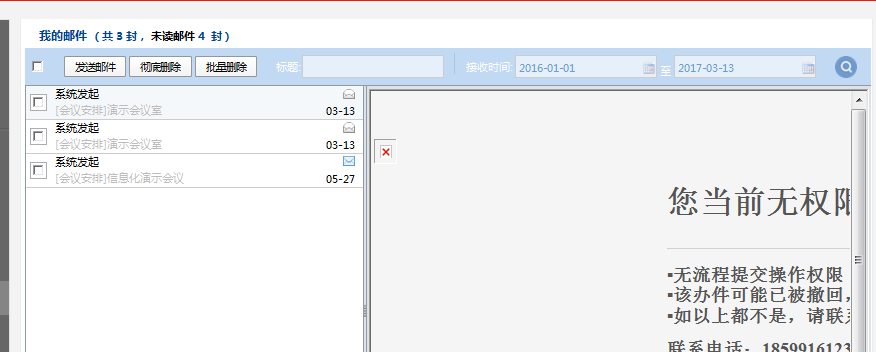 我的邮件 (共 3 封, 未读邮件 4 封)
发送邮件 彻底删除 批量删除 标题: 接收时间: 2016-01-01 至 2017-03-13
系统发起
[会议安排]演示会议室 03-13
系统发起
[会议安排]演示会议室 03-13
系统发起
[会议安排]信息化演示会议 05-27
您当前无权
▪无流程提交操作权限
▪该办件可能已被撤回,
▪如以上都不是，请联
联系电话: 1859916123